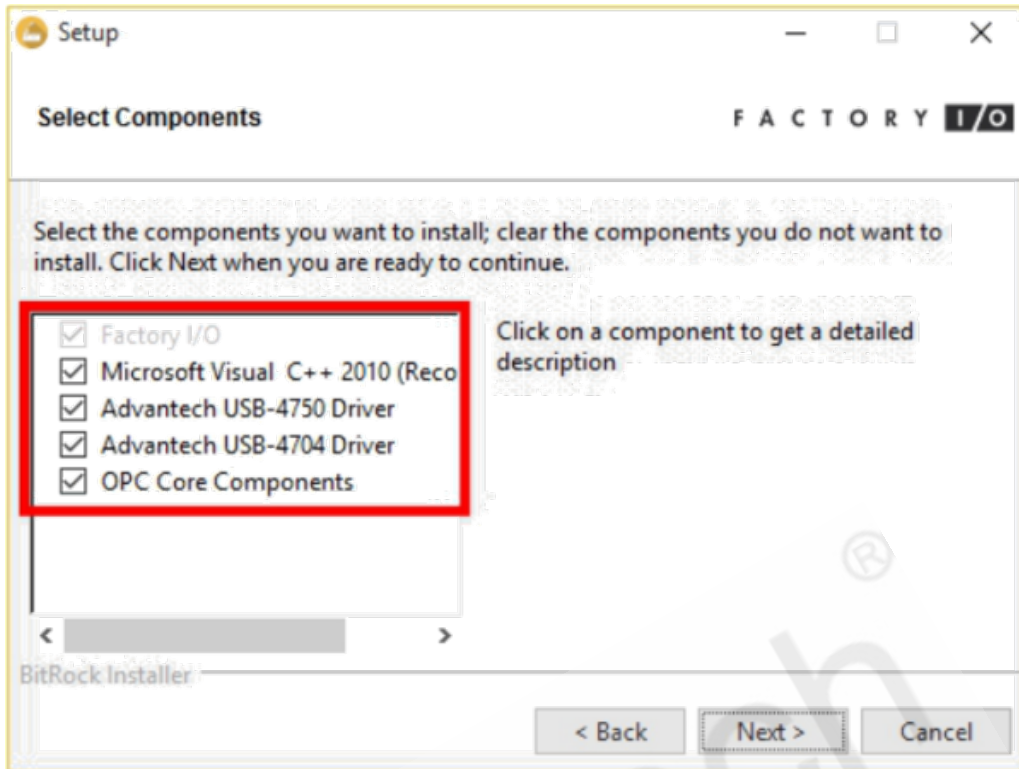 Setup
Select Components
FACTORY I/O
Select the components you want to install; clear the components you do not want to
install. Click Next when you are ready to continue.
Factory I/O
Microsoft Visual C++ 2010 (Reco
Advantech USB-4750 Driver
Advantech USB-4704 Driver
OPC Core Components
Click on a component to get a detailed
description
BitRock Installer
< Back
Next >
Cancel
®